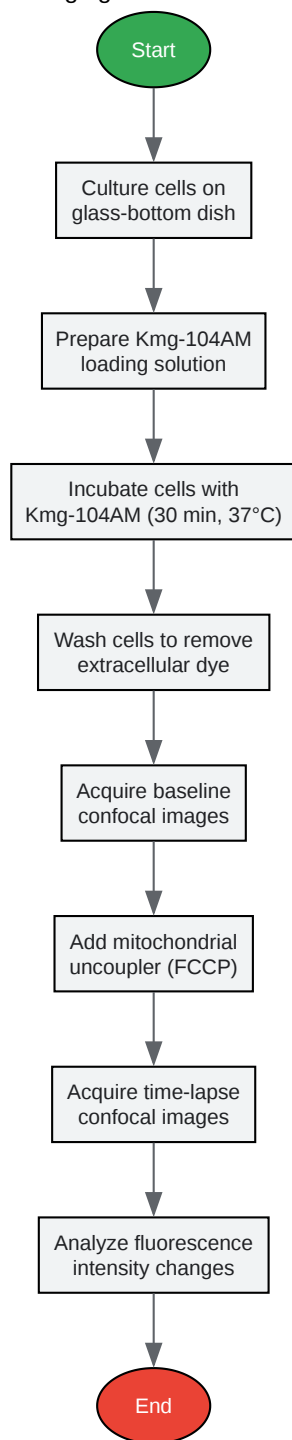 Start
Culture cells on
glass-bottom dish
Prepare Kmg-104AM
loading solution
Incubate cells with
Kmg-104AM (30 min, 37°C)
Wash cells to remove
extracellular dye
Acquire baseline
confocal images
Add mitochondrial
uncoupler (FCCP)
Acquire time-lapse
confocal images
Analyze fluorescence
intensity changes
End